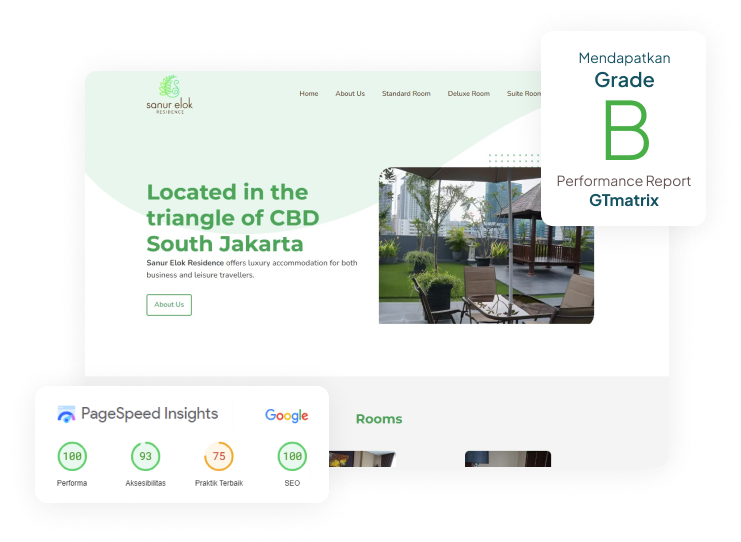 Mendapatkan
Grade
B
Performance Report
GTmatrix
sanur elok
RESIDENCE
Home About Us Standard Room Deluxe Room Suite Room
Located in the
triangle of CBD
South Jakarta
Sanur Elok Residence offers luxury accommodation for both
business and leisure travellers.
About Us
Rooms
PageSpeed Insights Google
100 93 75 100
Performa Aksesibilitas Praktik Terbaik SEO